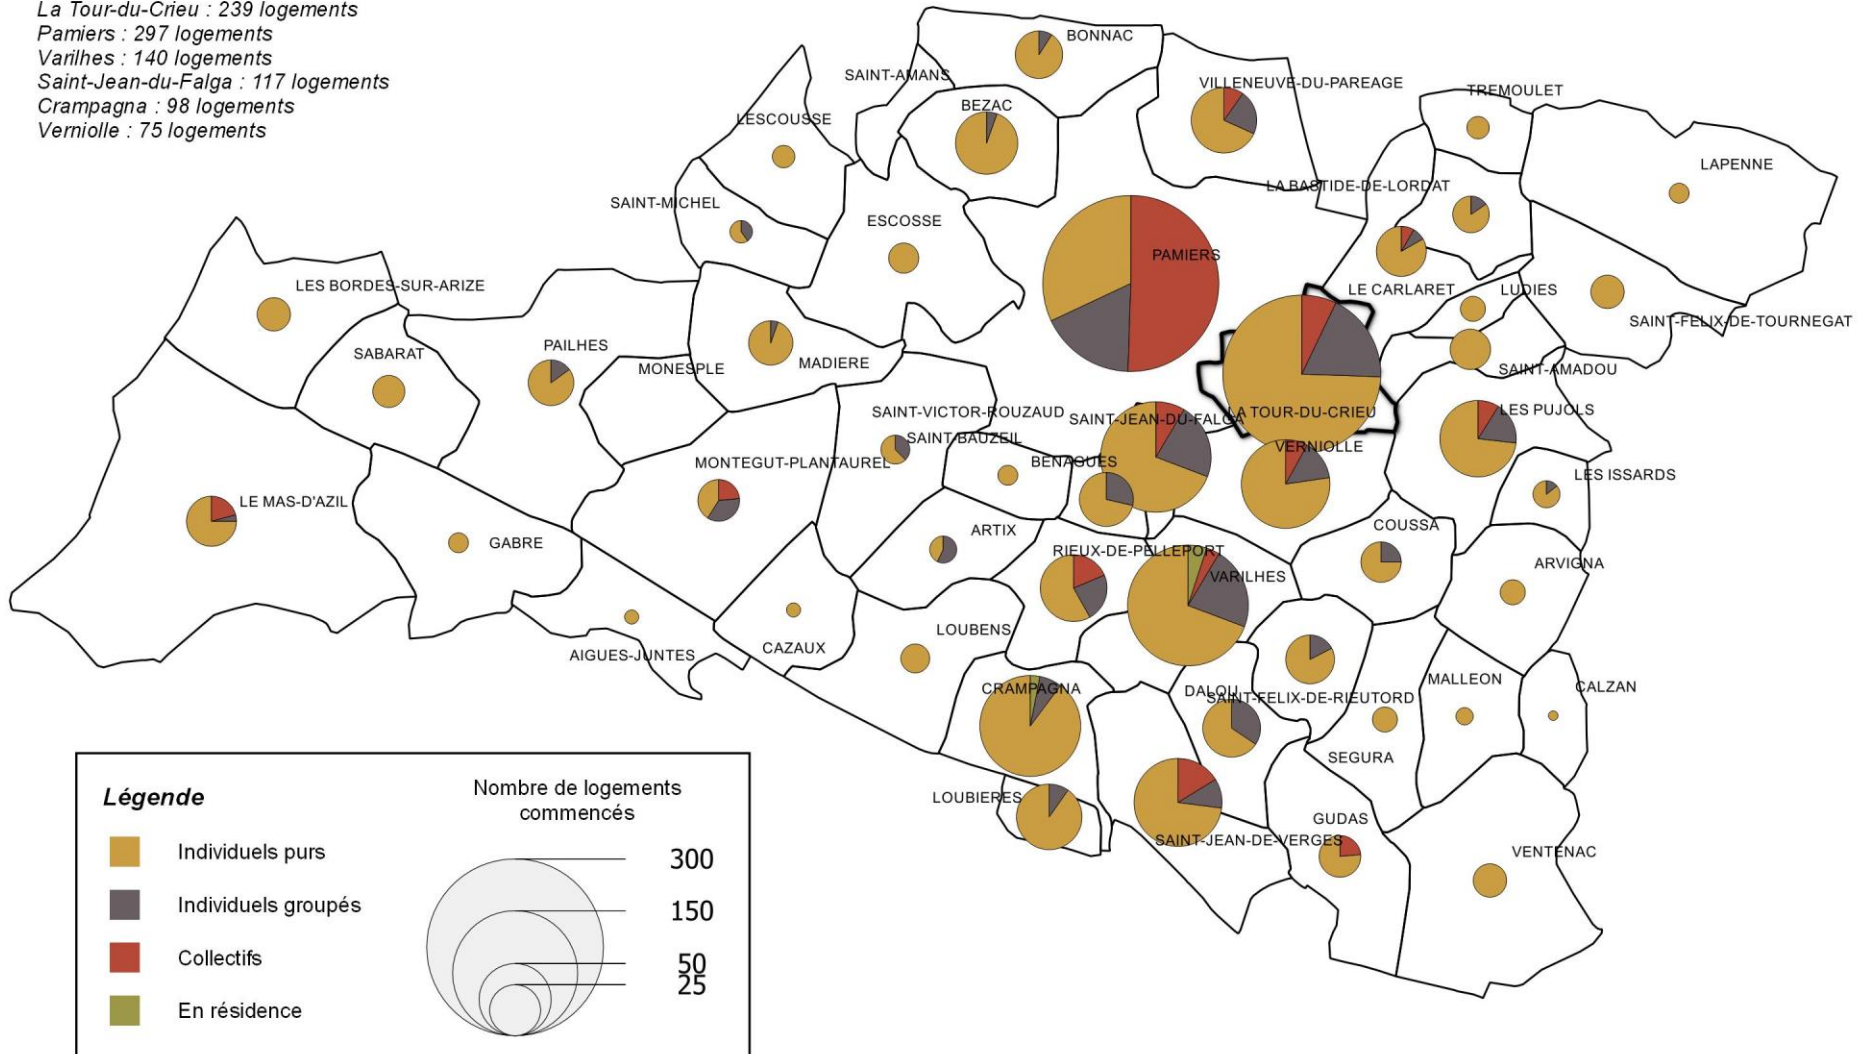 La Tour-du-Crieu : 239 logements
Pamiers : 297 logements
Varilhes : 140 logements
Saint-Jean-du-Falga : 117 logements
Crampagna : 98 logements
Verniolle : 75 logements
BONNAC
SAINT-AMANS
VILLENEUVE-DU-PAREAGE
TREMOULET
BEZAC
LESCOUSSE
LAPENNE
LA BASTIDE-DE-LORDAT
SAINT-MICHEL
ESCOSSE
PAMIERS
LES BORDES-SUR-ARIZE
LE CARLARET
LUDIES
SAINT-FELIX-DE-TOURNEGAT
PAILHES
SABARAT
MADIERE
MONESPLE
SAINT-AMADOU
SAINT-VICTOR-ROUZAUD
SAINT-JEAN-DU-FALGA
LA TOUR-DU-CRIEU
LES PUJOLS
SAINT-BAUZEIL
VERNIOLLE
MONTEGUT-PLANTAUREL
BENAGUES
LES ISSARDS
LE MAS-D'AZIL
COUSSA
ARTIX
GABRE
RIEUX-DE-PELLEPORT
ARVIGNA
VARILHES
LOUBENS
CAZAUX
AIGUES-JUNTES
MALLEON
CALZAN
CRAMPAGNA
DALOU
SAINT-FELIX-DE-RIEUTORD
SEGURA
LOUBIERES
GUDAS
SAINT-JEAN-DE-VERGES
VENTENAC
Légende
Nombre de logements
commencés
Individuels purs
Individuels groupés
Collectifs
En résidence
300
150
50
25